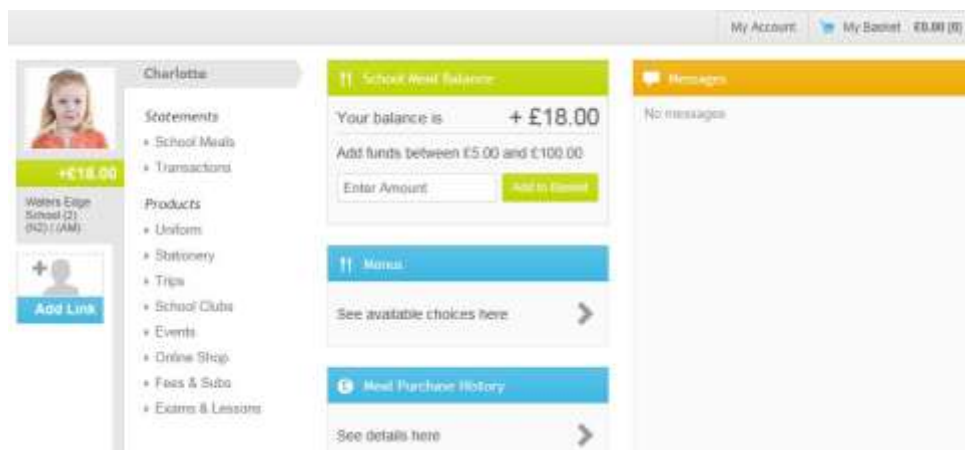 My Account
My Basket £0.00 (0)
Charlotte
+£18.00
Waters Edge
School (2)
(N2) / (AM)
Add Link
Statements
School Meals
Transactions
Products
Uniform
Stationery
Trips
School Clubs
Events
Online Shop
Fees & Subs
Exams & Lessons
School Meal Balance
Your balance is + £18.00
Add funds between £5.00 and £100.00
Enter Amount
Add to Basket
Menus
See available choices here
Meal Purchase History
See details here
Messages
No messages